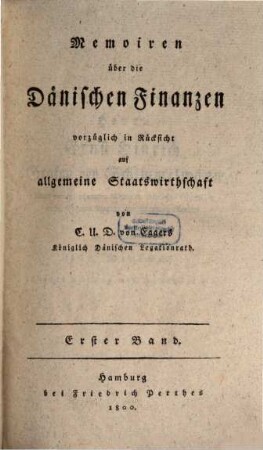 Memoiren
über die
Dänischen Finanzen
vorzüglich in Rücksicht
auf
allgemeine Staatswirthschaft
von
C. U. D. von Eggers
Königlich Dänischen Legationrath.
Erster Band.
Hamburg
bei Friedrich Perthes
1800.